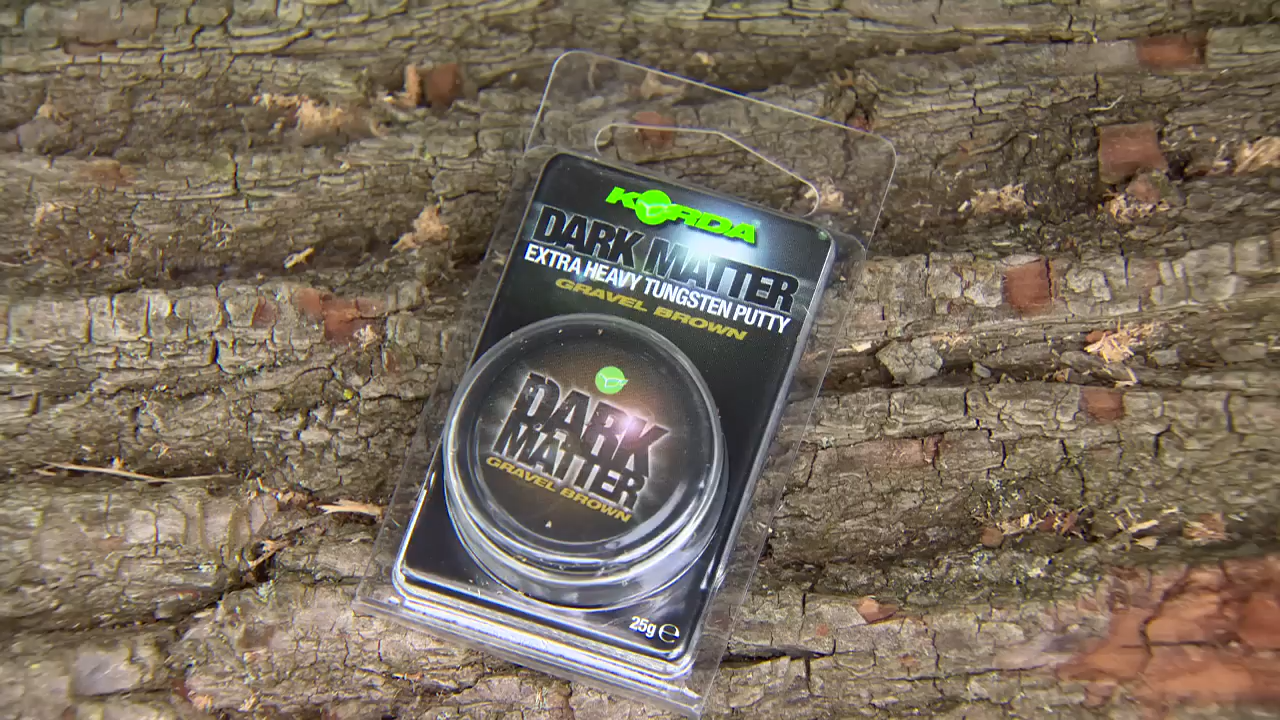 KORDA
DARK MATTER
EXTRA HEAVY TUNGSTEN PUTTY
GRAVEL BROWN
DARK
MATTER
GRAVEL BROWN
25g ℮